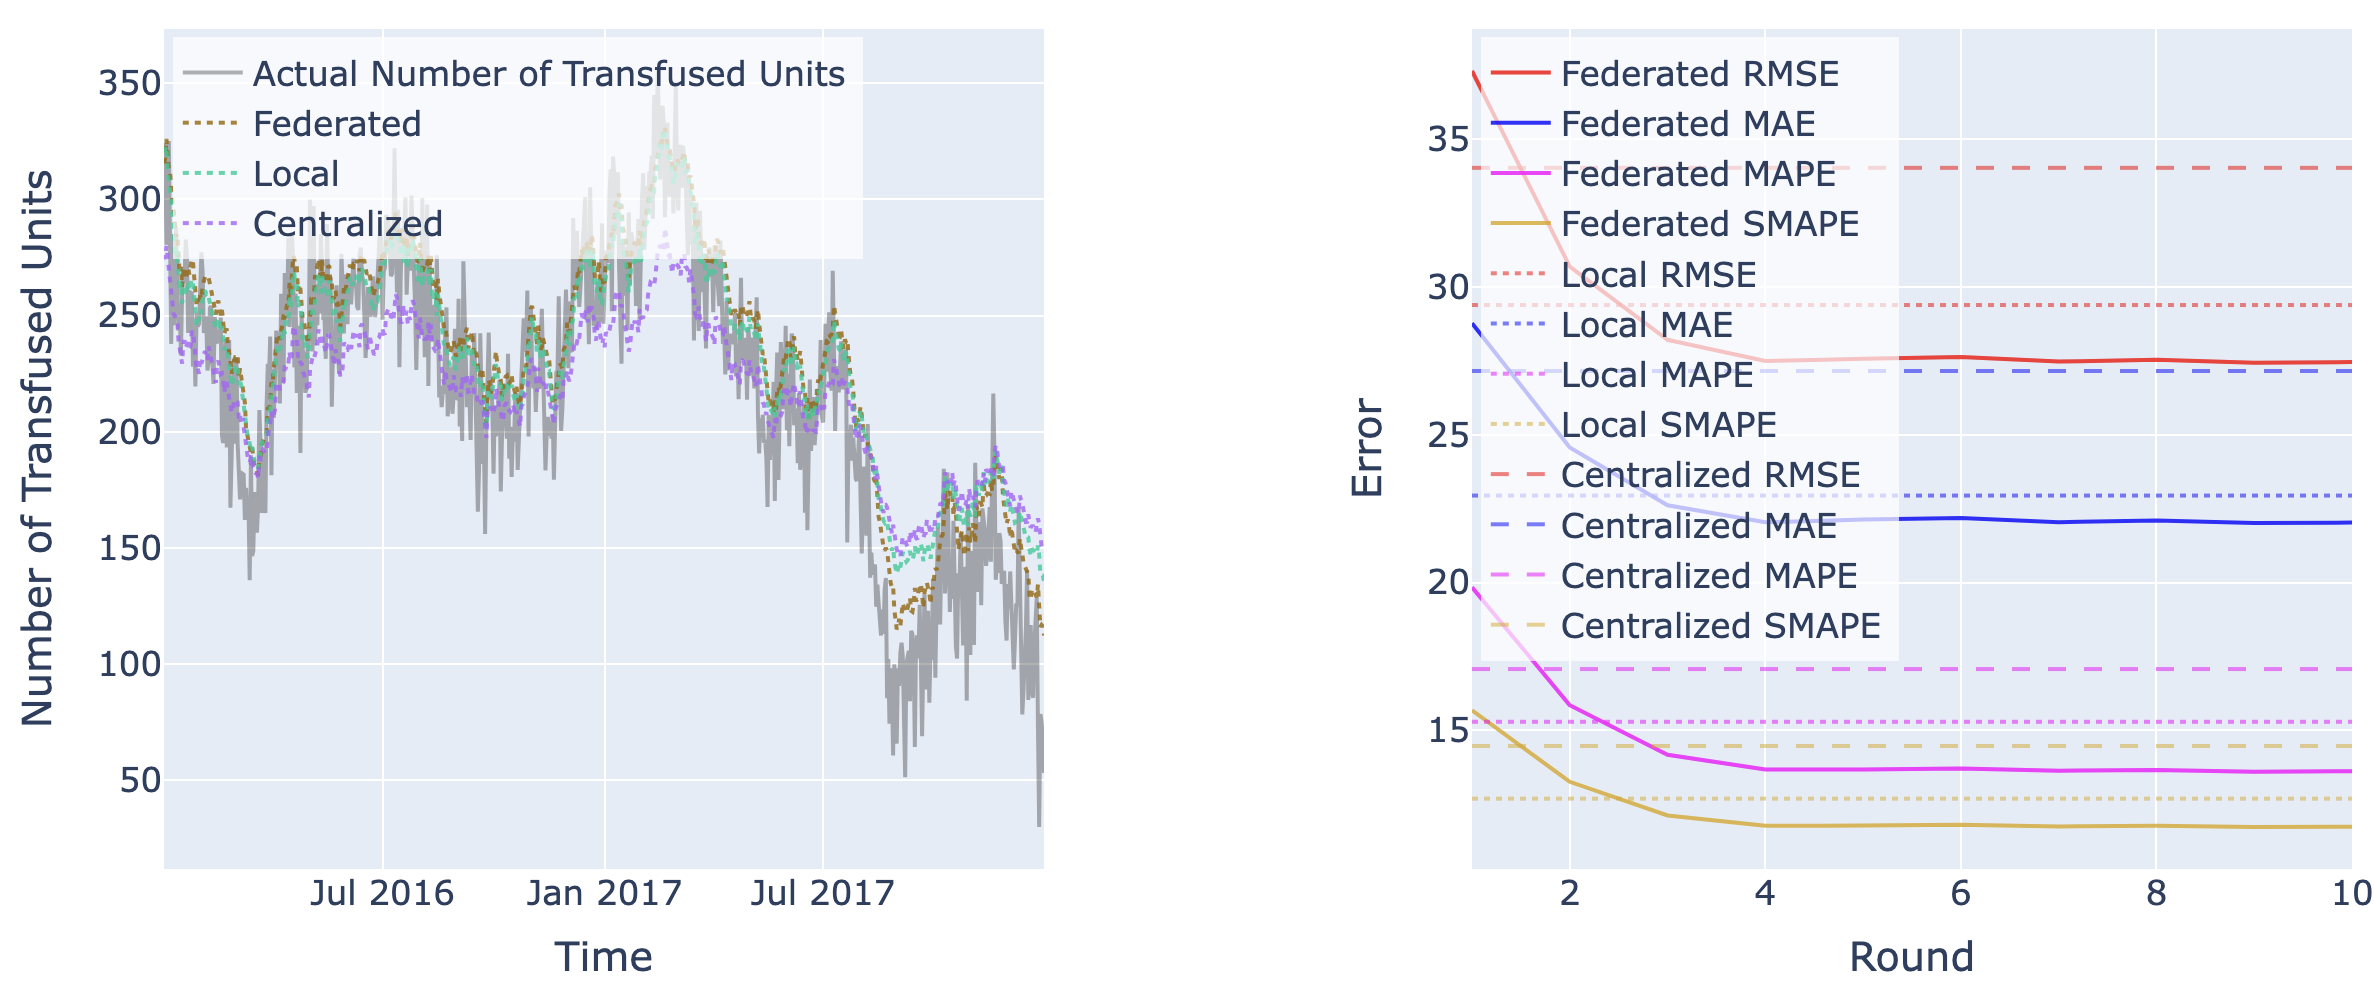 Number of Transfused Units
350
300
250
200
150
100
50
Actual Number of Transfused Units
Federated
Local
Centralized
Jul 2016
Jan 2017
Jul 2017
Time
Error
35
30
25
20
15
Federated RMSE
Federated MAE
Federated MAPE
Federated SMAPE
Local RMSE
Local MAE
Local MAPE
Local SMAPE
Centralized RMSE
Centralized MAE
Centralized MAPE
Centralized SMAPE
2
4
6
8
10
Round